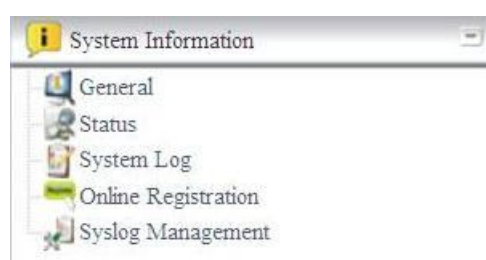 System Information
General
Status
System Log
Online Registration
Syslog Management